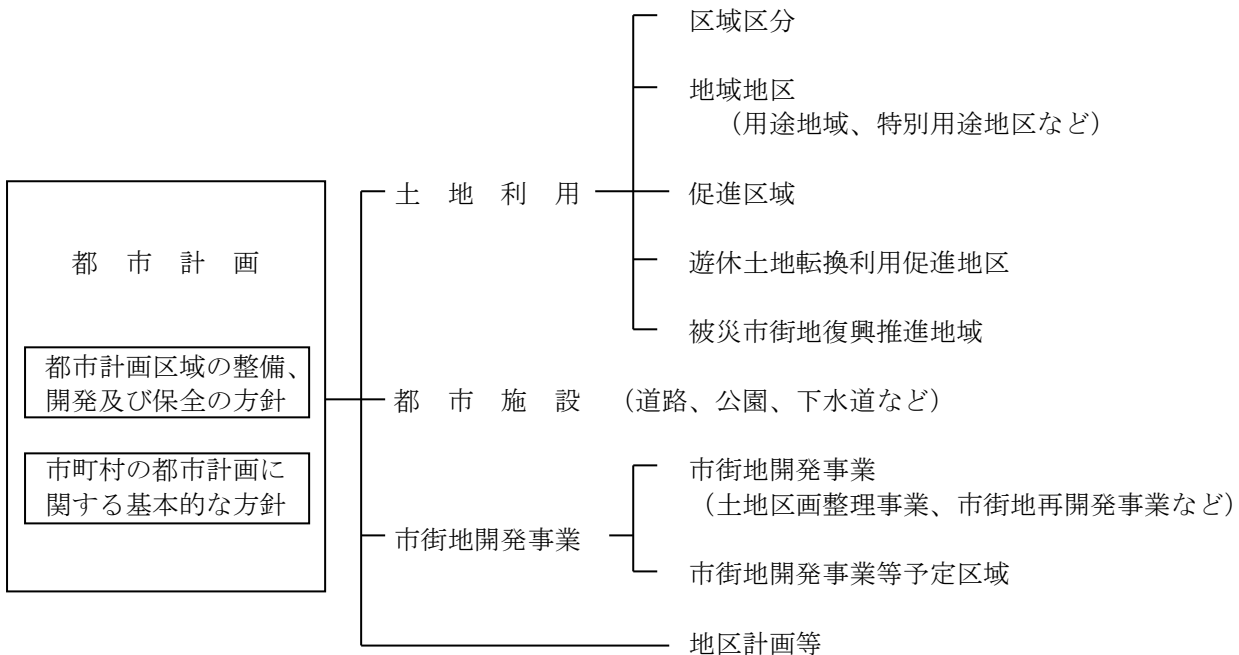 都市計画
都市計画区域の整備、
開発及び保全の方針
市町村の都市計画に
関する基本的な方針
土地利用
区域区分
地域地区
（用途地域、特別用途地区など）
促進区域
遊休土地転換利用促進地区
被災市街地復興推進地域
都市施設　（道路、公園、下水道など）
市街地開発事業
市街地開発事業
（土地区画整理事業、市街地再開発事業など）
市街地開発事業等予定区域
地区計画等